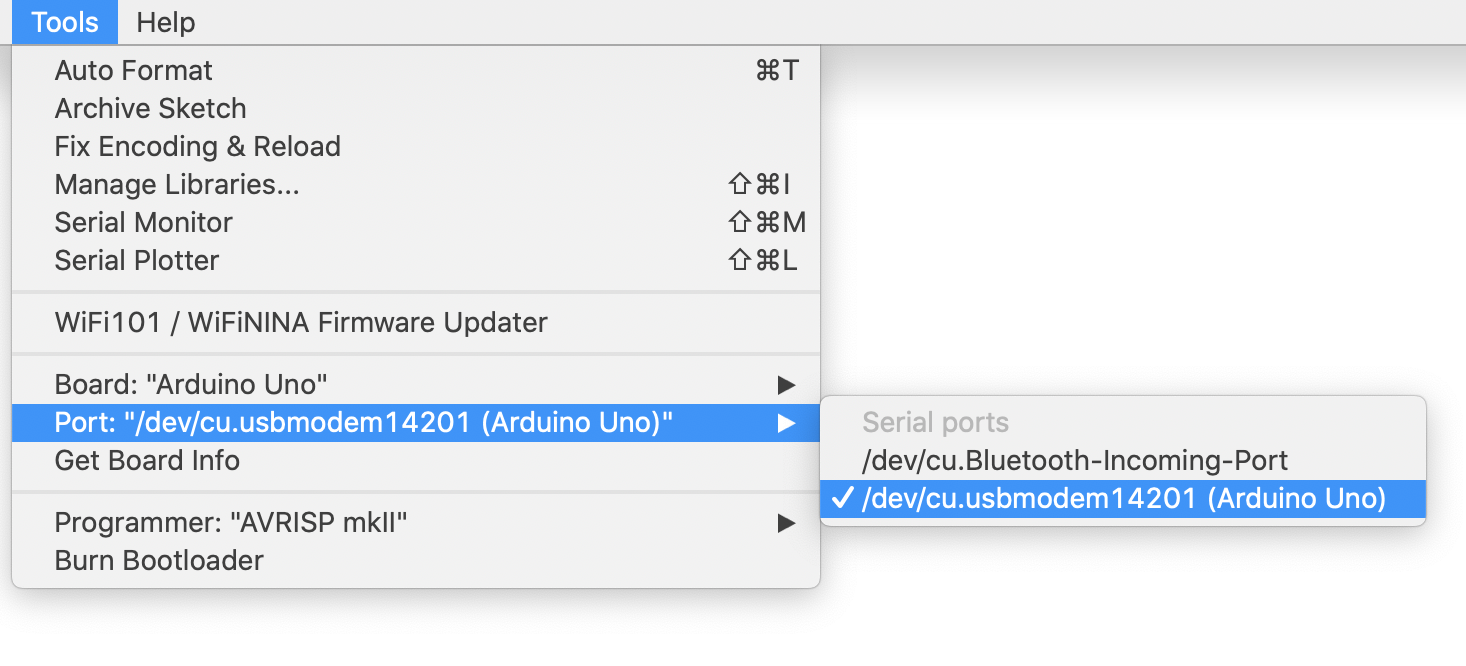 Tools Help
Auto Format ⌘T
Archive Sketch
Fix Encoding & Reload
Manage Libraries... ⇧⌘I
Serial Monitor ⇧⌘M
Serial Plotter ⇧⌘L
WiFi101 / WiFiNINA Firmware Updater
Board: "Arduino Uno" ▶
Port: "/dev/cu.usbmodem14201 (Arduino Uno)" ▶
Get Board Info
Programmer: "AVRISP mkII" ▶
Burn Bootloader
Serial ports
/dev/cu.Bluetooth-Incoming-Port
✓ /dev/cu.usbmodem14201 (Arduino Uno)